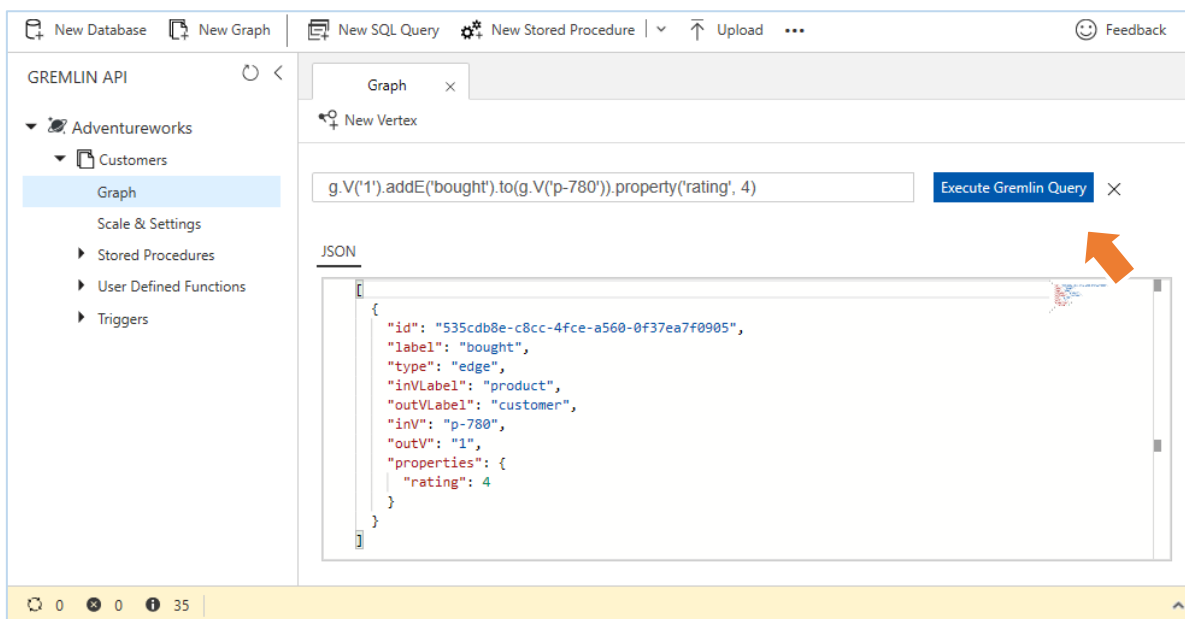 New Database New Graph New SQL Query New Stored Procedure Upload ••• Feedback
GREMLIN API
Graph
New Vertex
Adventureworks
Customers
Graph
Scale & Settings
Stored Procedures
User Defined Functions
Triggers
g.V('1').addE('bought').to(g.V('p-780')).property('rating', 4) Execute Gremlin Query
JSON
[
{
"id": "535cdb8e-c8cc-4fce-a560-0f37ea7f0905",
"label": "bought",
"type": "edge",
"inVLabel": "product",
"outVLabel": "customer",
"inV": "p-780",
"outV": "1",
"properties": {
"rating": 4
}
}
]
0 0 35